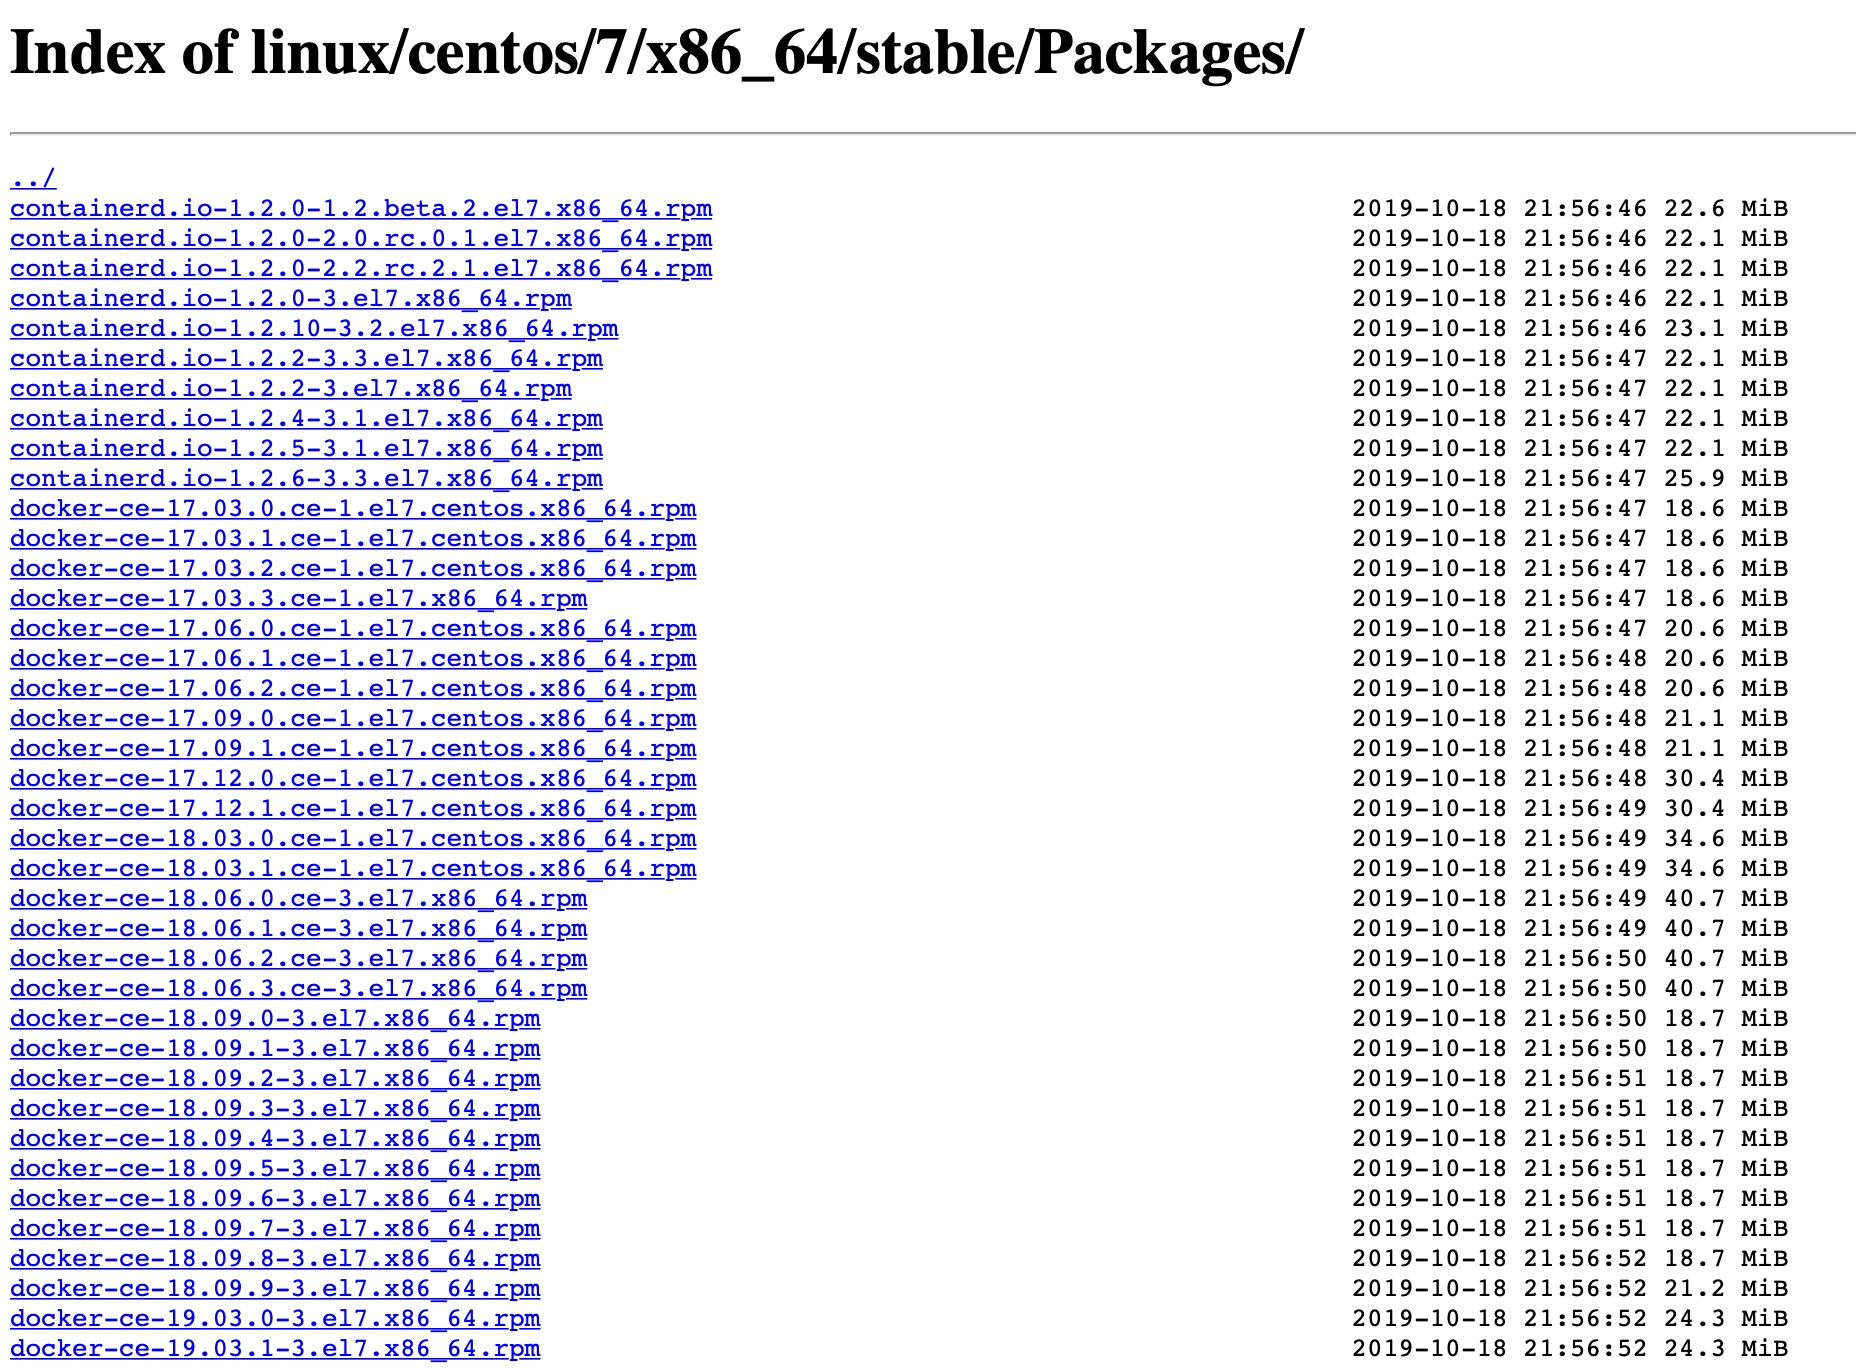 Index of linux/centos/7/x86_64/stable/Packages/
../
containerd.io-1.2.0-1.2.beta.2.el7.x86_64.rpm 2019-10-18 21:56:46 22.6 MiB
containerd.io-1.2.0-2.0.rc.0.1.el7.x86_64.rpm 2019-10-18 21:56:46 22.1 MiB
containerd.io-1.2.0-2.2.rc.2.1.el7.x86_64.rpm 2019-10-18 21:56:46 22.1 MiB
containerd.io-1.2.0-3.el7.x86_64.rpm 2019-10-18 21:56:46 22.1 MiB
containerd.io-1.2.10-3.2.el7.x86_64.rpm 2019-10-18 21:56:46 23.1 MiB
containerd.io-1.2.2-3.3.el7.x86_64.rpm 2019-10-18 21:56:47 22.1 MiB
containerd.io-1.2.2-3.el7.x86_64.rpm 2019-10-18 21:56:47 22.1 MiB
containerd.io-1.2.4-3.1.el7.x86_64.rpm 2019-10-18 21:56:47 22.1 MiB
containerd.io-1.2.5-3.1.el7.x86_64.rpm 2019-10-18 21:56:47 22.1 MiB
containerd.io-1.2.6-3.3.el7.x86_64.rpm 2019-10-18 21:56:47 25.9 MiB
docker-ce-17.03.0.ce-1.el7.centos.x86_64.rpm 2019-10-18 21:56:47 18.6 MiB
docker-ce-17.03.1.ce-1.el7.centos.x86_64.rpm 2019-10-18 21:56:47 18.6 MiB
docker-ce-17.03.2.ce-1.el7.centos.x86_64.rpm 2019-10-18 21:56:47 18.6 MiB
docker-ce-17.03.3.ce-1.el7.x86_64.rpm 2019-10-18 21:56:47 18.6 MiB
docker-ce-17.06.0.ce-1.el7.centos.x86_64.rpm 2019-10-18 21:56:47 20.6 MiB
docker-ce-17.06.1.ce-1.el7.centos.x86_64.rpm 2019-10-18 21:56:48 20.6 MiB
docker-ce-17.06.2.ce-1.el7.centos.x86_64.rpm 2019-10-18 21:56:48 20.6 MiB
docker-ce-17.09.0.ce-1.el7.centos.x86_64.rpm 2019-10-18 21:56:48 21.1 MiB
docker-ce-17.09.1.ce-1.el7.centos.x86_64.rpm 2019-10-18 21:56:48 21.1 MiB
docker-ce-17.12.0.ce-1.el7.centos.x86_64.rpm 2019-10-18 21:56:48 30.4 MiB
docker-ce-17.12.1.ce-1.el7.centos.x86_64.rpm 2019-10-18 21:56:49 30.4 MiB
docker-ce-18.03.0.ce-1.el7.centos.x86_64.rpm 2019-10-18 21:56:49 34.6 MiB
docker-ce-18.03.1.ce-1.el7.centos.x86_64.rpm 2019-10-18 21:56:49 34.6 MiB
docker-ce-18.06.0.ce-3.el7.x86_64.rpm 2019-10-18 21:56:49 40.7 MiB
docker-ce-18.06.1.ce-3.el7.x86_64.rpm 2019-10-18 21:56:49 40.7 MiB
docker-ce-18.06.2.ce-3.el7.x86_64.rpm 2019-10-18 21:56:50 40.7 MiB
docker-ce-18.06.3.ce-3.el7.x86_64.rpm 2019-10-18 21:56:50 40.7 MiB
docker-ce-18.09.0-3.el7.x86_64.rpm 2019-10-18 21:56:50 18.7 MiB
docker-ce-18.09.1-3.el7.x86_64.rpm 2019-10-18 21:56:50 18.7 MiB
docker-ce-18.09.2-3.el7.x86_64.rpm 2019-10-18 21:56:51 18.7 MiB
docker-ce-18.09.3-3.el7.x86_64.rpm 2019-10-18 21:56:51 18.7 MiB
docker-ce-18.09.4-3.el7.x86_64.rpm 2019-10-18 21:56:51 18.7 MiB
docker-ce-18.09.5-3.el7.x86_64.rpm 2019-10-18 21:56:51 18.7 MiB
docker-ce-18.09.6-3.el7.x86_64.rpm 2019-10-18 21:56:51 18.7 MiB
docker-ce-18.09.7-3.el7.x86_64.rpm 2019-10-18 21:56:51 18.7 MiB
docker-ce-18.09.8-3.el7.x86_64.rpm 2019-10-18 21:56:52 18.7 MiB
docker-ce-18.09.9-3.el7.x86_64.rpm 2019-10-18 21:56:52 21.2 MiB
docker-ce-19.03.0-3.el7.x86_64.rpm 2019-10-18 21:56:52 24.3 MiB
docker-ce-19.03.1-3.el7.x86_64.rpm 2019-10-18 21:56:52 24.3 MiB